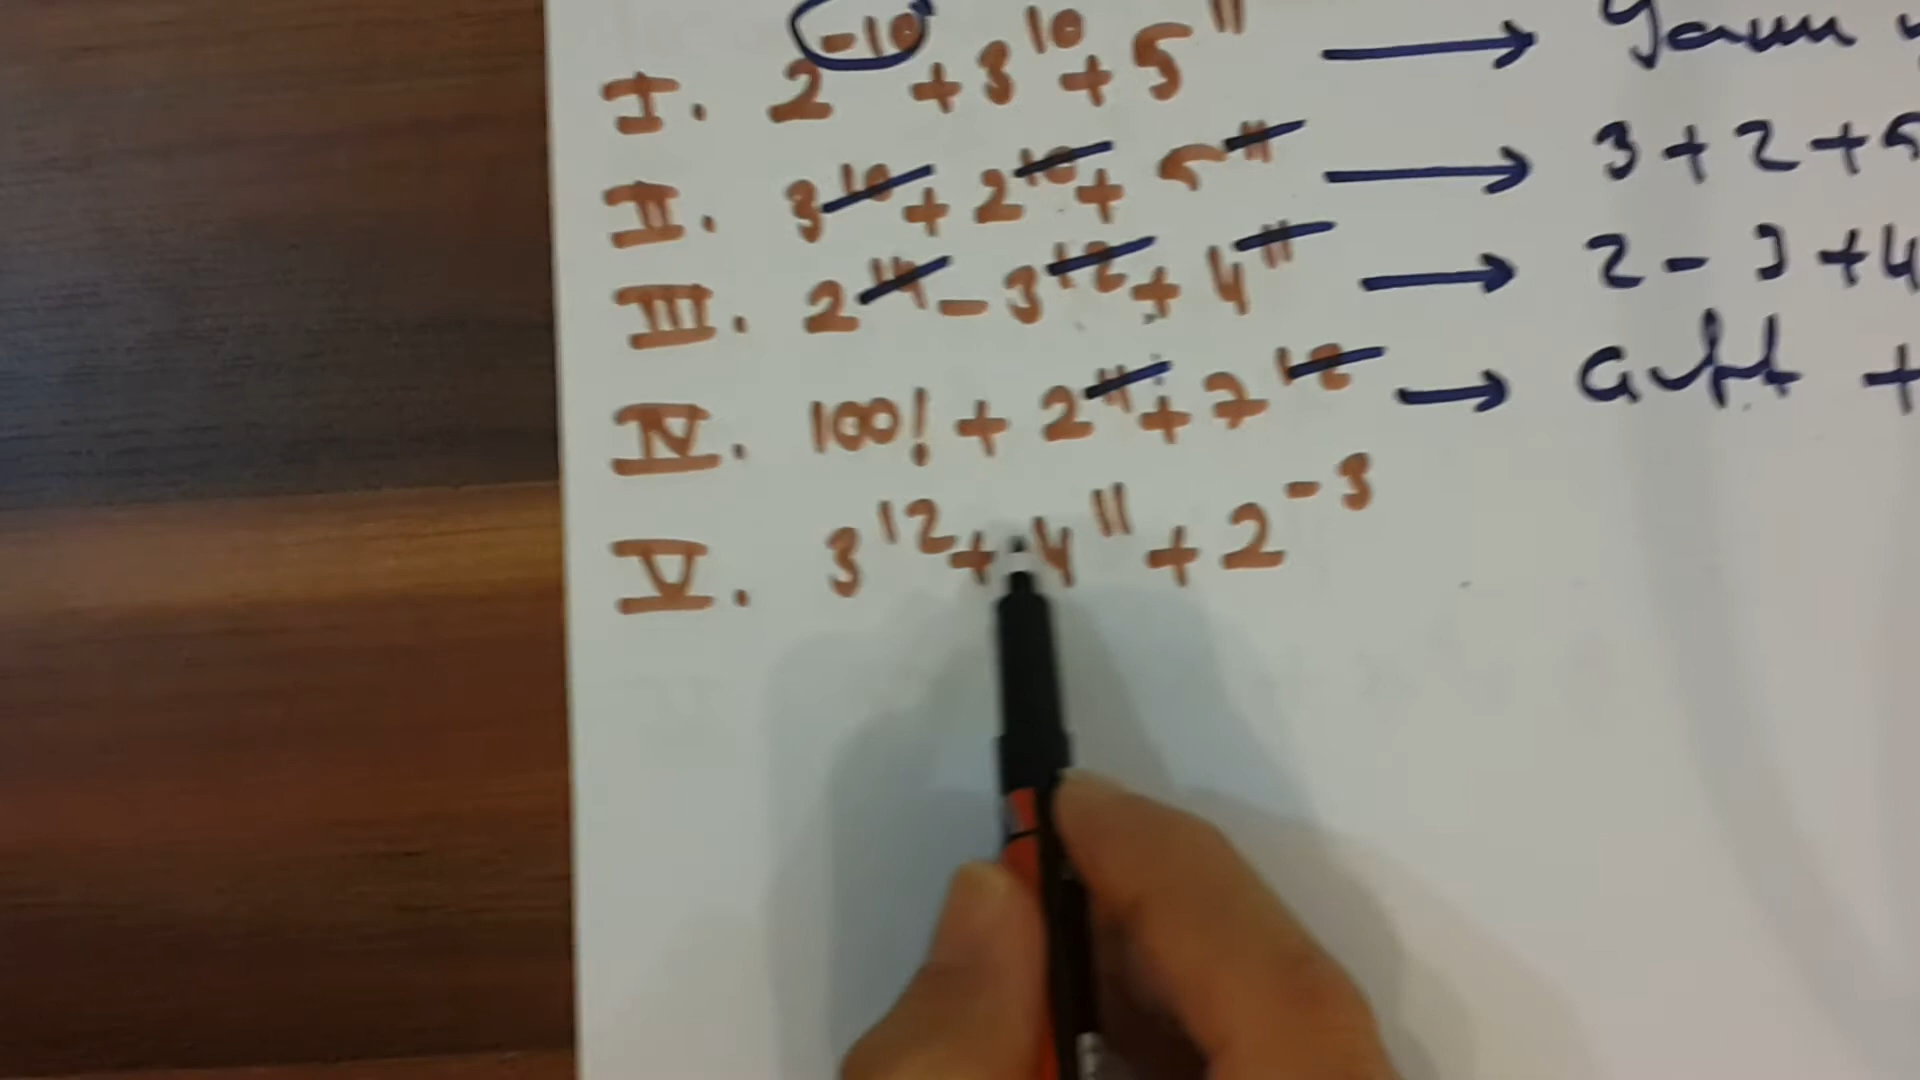 I. 2^-10 + 3^10 + 5^11 →
II. 3^10 + 2^10 + 5^11 → 3 + 2 + 5
III. 2^14 - 3^12 + 4^11 → 2 - 3 + 4
IV. 100! + 2^11 + 7^12 → çift +
V. 3^12 + 4^11 + 2^-3